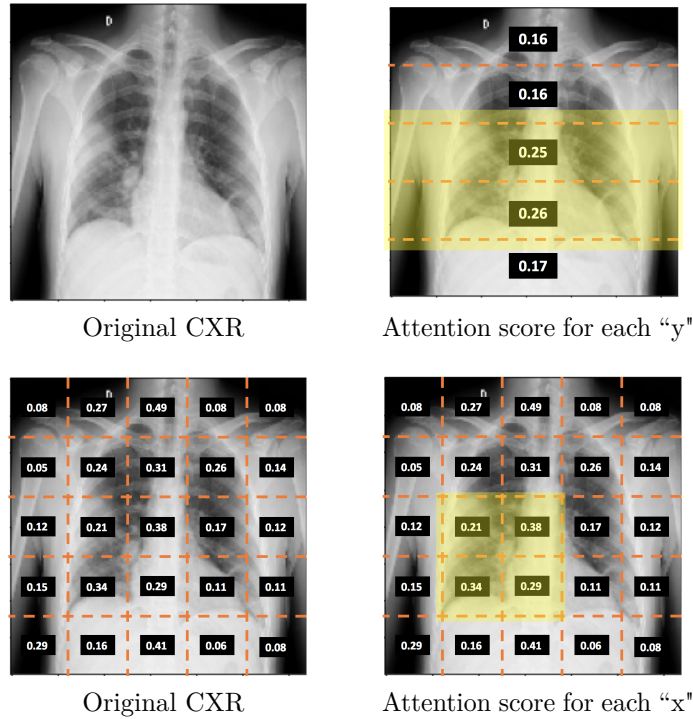 D
D
0.16
0.16
0.25
0.26
0.17
Original CXR
Attention score for each “y"
D
D
0.08 0.27 0.49 0.08 0.08
0.05 0.24 0.31 0.26 0.14
0.12 0.21 0.38 0.17 0.12
0.15 0.34 0.29 0.11 0.11
0.29 0.16 0.41 0.06 0.08
0.08 0.27 0.49 0.08 0.08
0.05 0.24 0.31 0.26 0.14
0.12 0.21 0.38 0.17 0.12
0.15 0.34 0.29 0.11 0.11
0.29 0.16 0.41 0.06 0.08
Original CXR
Attention score for each “x"